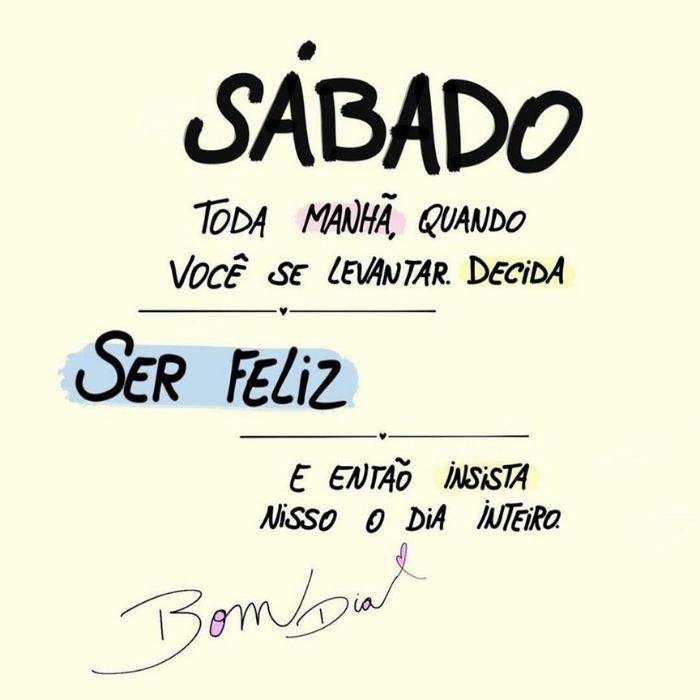 SÁBADO
TODA MANHÃ, QUANDO
VOCÊ SE LEVANTAR. DECIDA
SER FELIZ
E ENTÃO INSISTA
NISSO O DIA INTEIRO.
Bom Dia